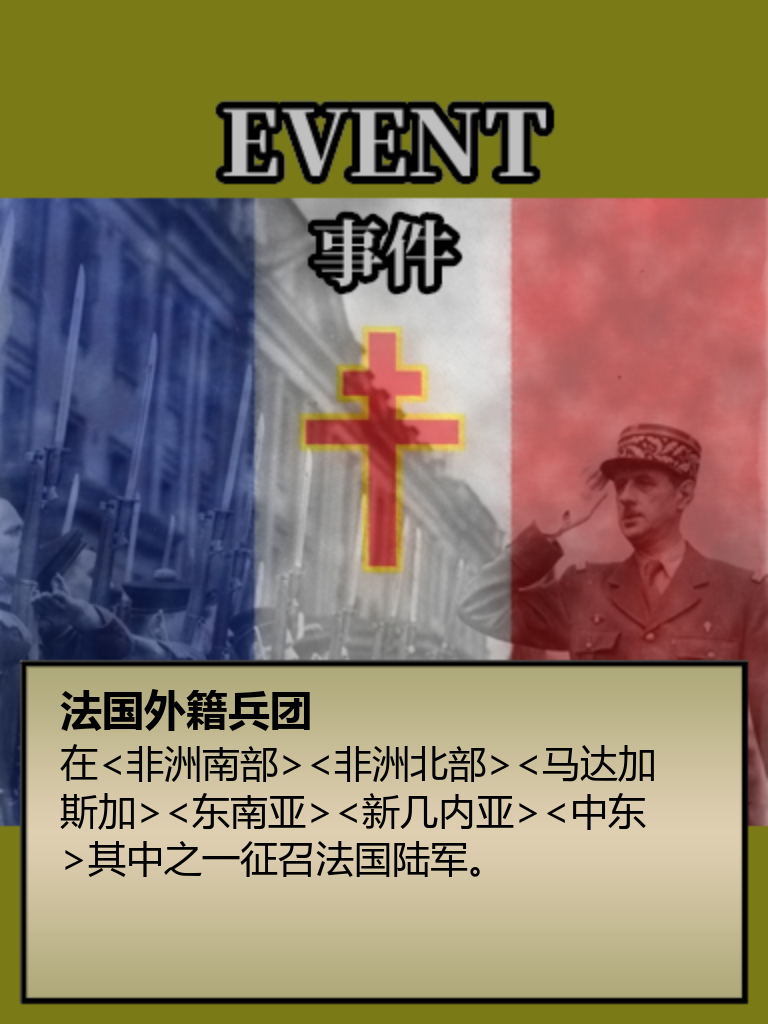 EVENT
事件
法国外籍兵团
在<非洲南部><非洲北部><马达加
斯加><东南亚><新几内亚><中东
>其中之一征召法国陆军。